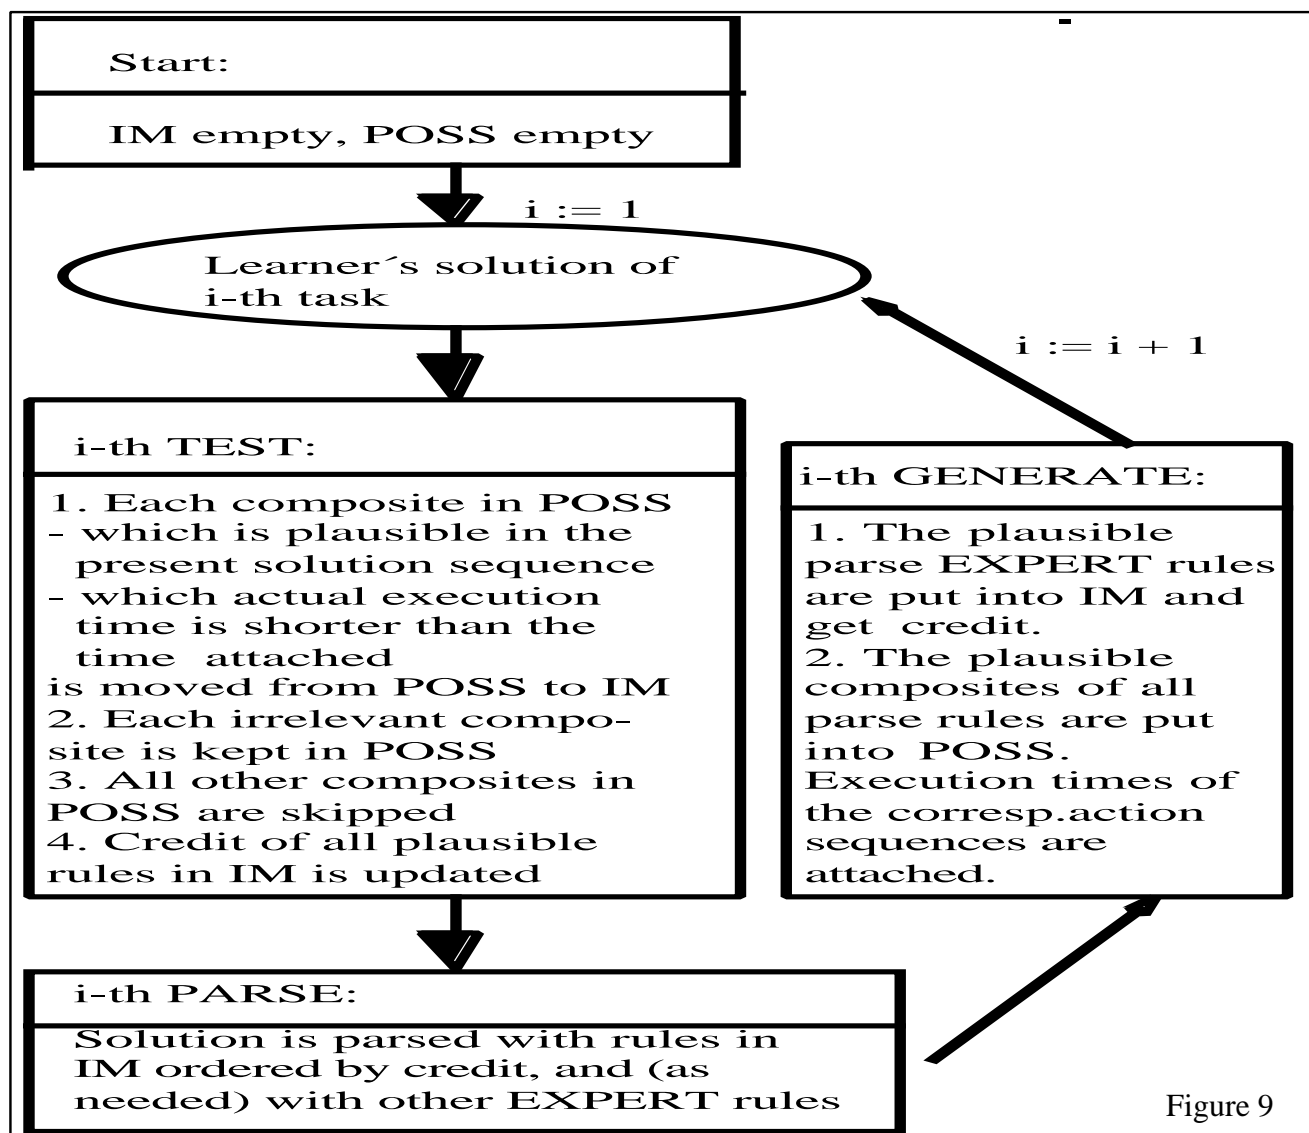 Start:
IM empty, POSS empty
i := 1
Learner´s solution of
i-th task
i := i + 1
i-th TEST:
1. Each composite in POSS
- which is plausible in the
present solution sequence
- which actual execution
time is shorter than the
time attached
is moved from POSS to IM
2. Each irrelevant compo-
site is kept in POSS
3. All other composites in
POSS are skipped
4. Credit of all plausible
rules in IM is updated
i-th GENERATE:
1. The plausible
parse EXPERT rules
are put into IM and
get credit.
2. The plausible
composites of all
parse rules are put
into POSS.
Execution times of
the corresp.action
sequences are
attached.
i-th PARSE:
Solution is parsed with rules in
IM ordered by credit, and (as
needed) with other EXPERT rules
Figure 9